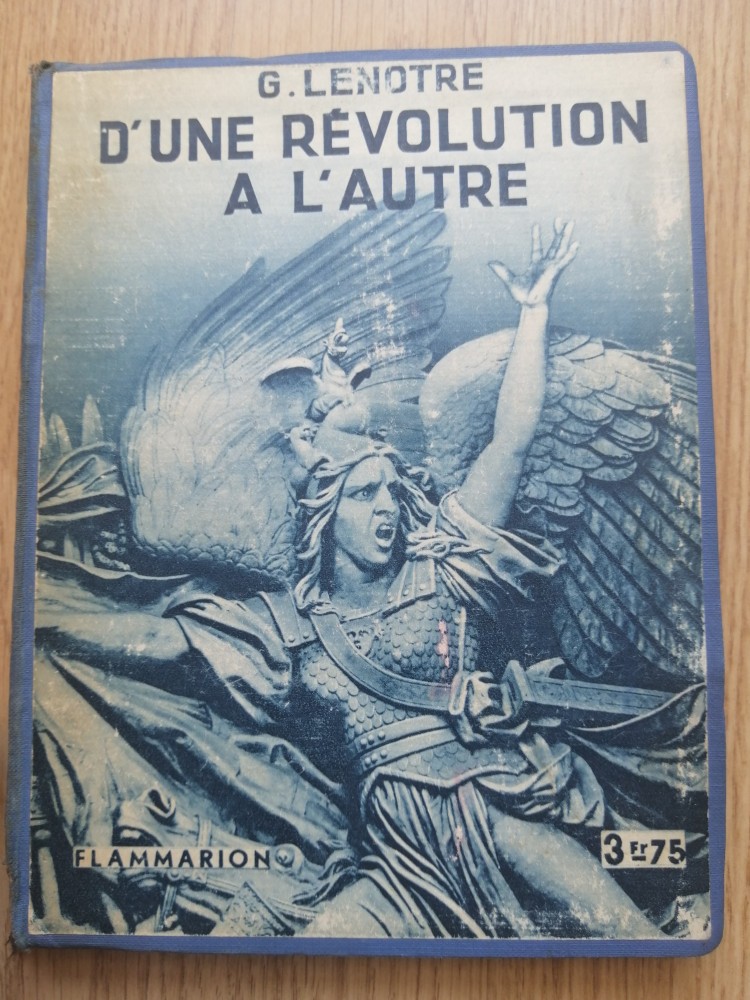 G. LENOTRE
D'UNE RÉVOLUTION
A L'AUTRE
FLAMMARION
3 Fr 75